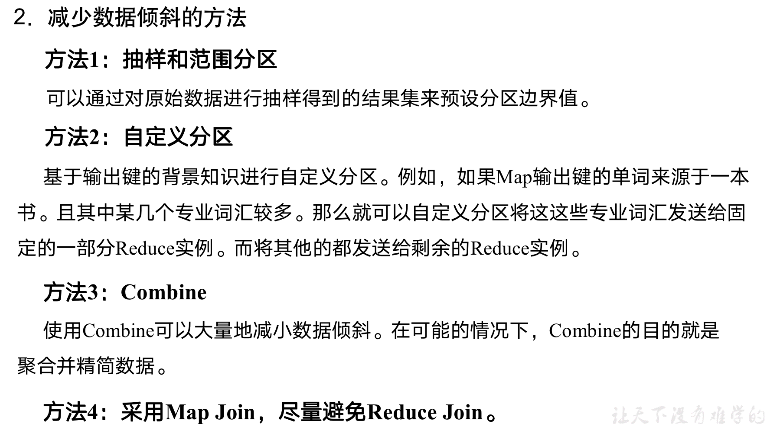 2．减少数据倾斜的方法
方法1：抽样和范围分区
可以通过对原始数据进行抽样得到的结果集来预设分区边界值。
方法2：自定义分区
基于输出键的背景知识进行自定义分区。例如，如果Map输出键的单词来源于一本
书。且其中某几个专业词汇较多。那么就可以自定义分区将这这些专业词汇发送给固
定的一部分Reduce实例。而将其他的都发送给剩余的Reduce实例。
方法3：Combine
使用Combine可以大量地减小数据倾斜。在可能的情况下，Combine的目的就是
聚合并精简数据。
方法4：采用Map Join，尽量避免Reduce Join。
让天下没有难学的